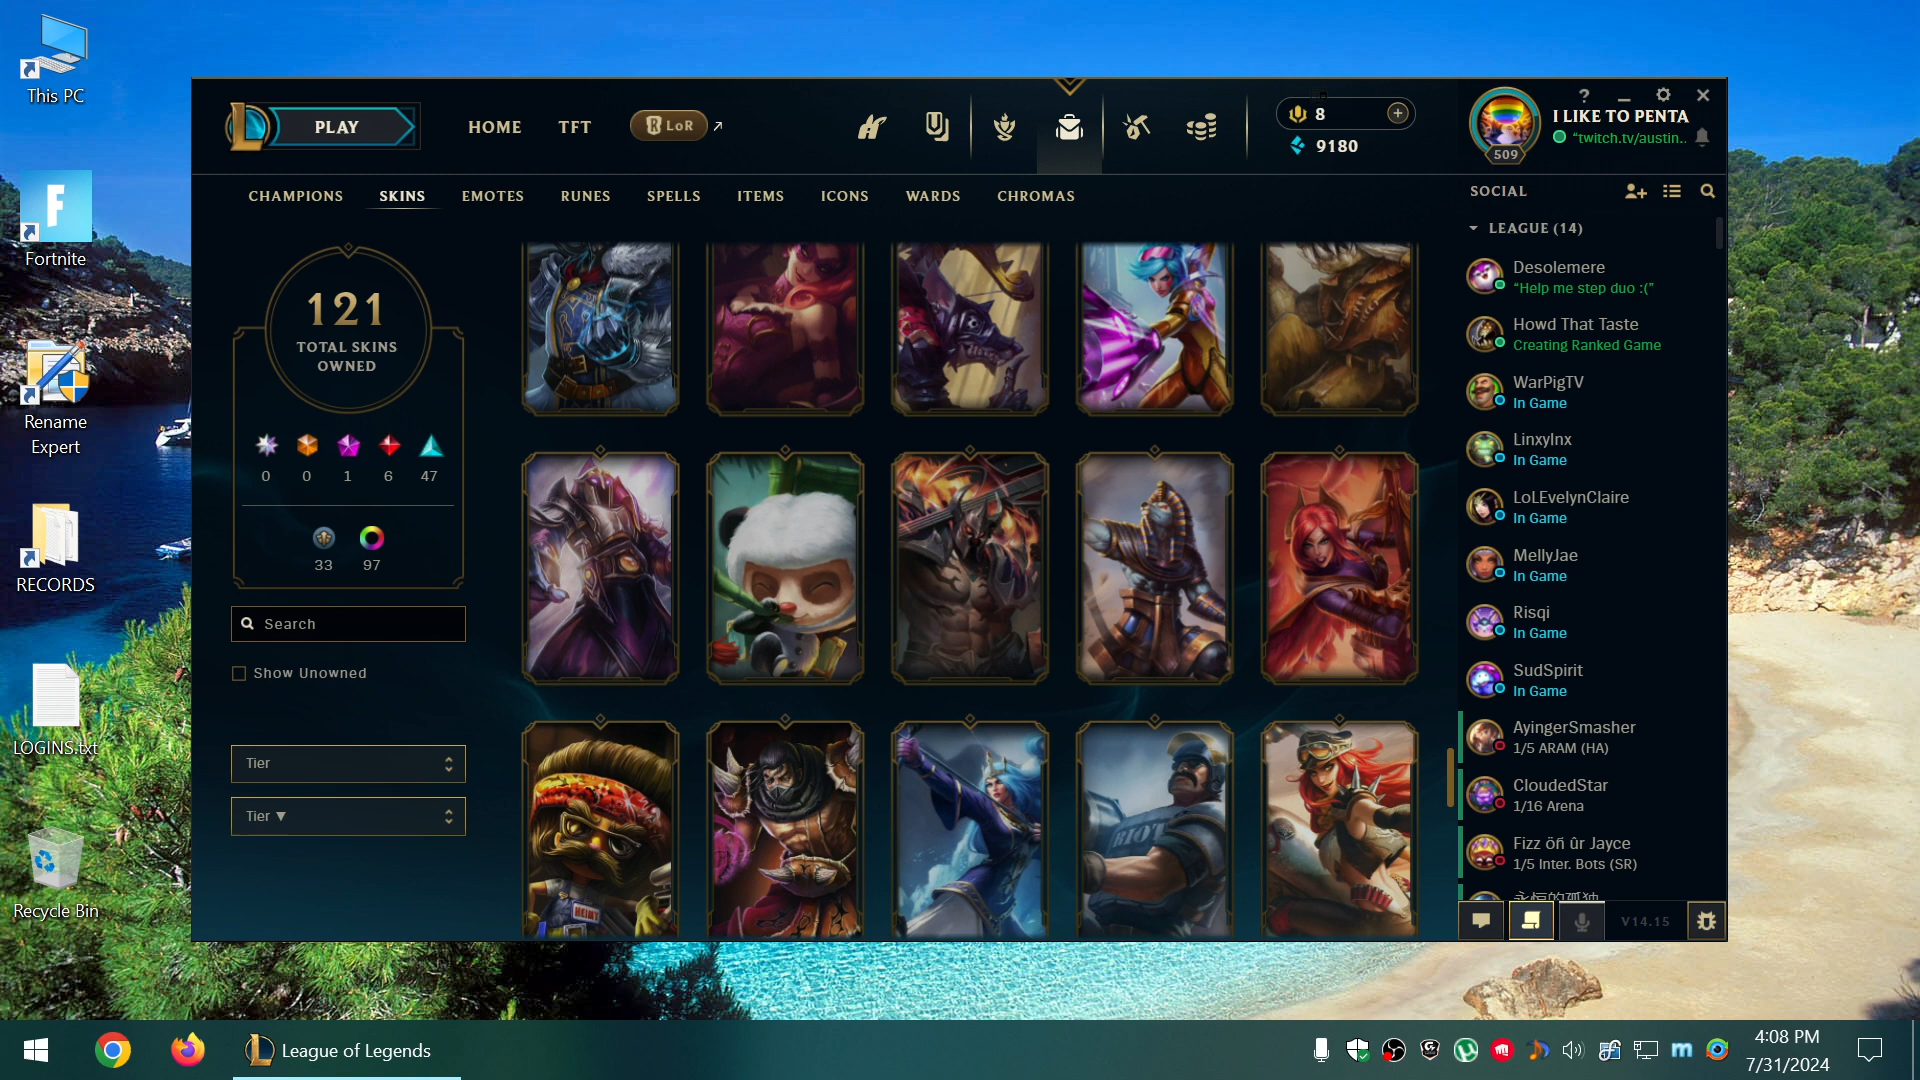 This PC
Fortnite
Rename
Expert
RECORDS
LOGINS.txt
Recycle Bin
PLAY
HOME
TFT
LoR
8
9180
509
I LIKE TO PENTA
"twitch.tv/austin..
CHAMPIONS
SKINS
EMOTES
RUNES
SPELLS
ITEMS
ICONS
WARDS
CHROMAS
121
TOTAL SKINS
OWNED
0
0
1
6
47
33
97
Search
Show Unowned
Tier
Tier ▼
RIOT
HEIMY
SOCIAL
LEAGUE (14)
Desolemere
"Help me step duo :("
Howd That Taste
Creating Ranked Game
WarPigTV
In Game
In Game
LoLEvelynClaire
In Game
MellyJae
In Game
Risqi
In Game
SudSpirit
In Game
AyingerSmasher
1/5 ARAM (HA)
CloudedStar
1/16 Arena
Fizz öñ ûr Jayce
1/5 Inter. Bots (SR)
V14.15
League of Legends
4:08 PM
7/31/2024